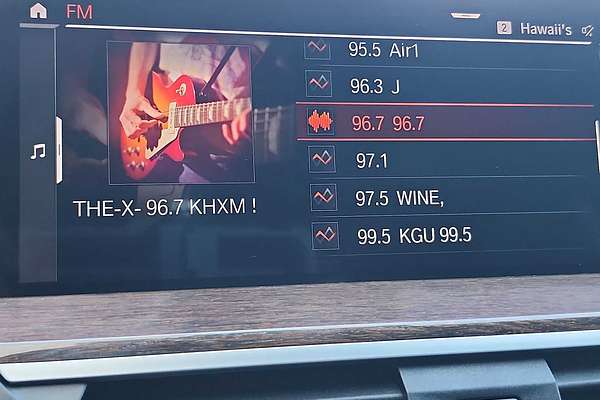 FM
2 Hawaii's
95.5 Air1
96.3 J
96.7 96.7
97.1
97.5 WINE,
99.5 KGU 99.5
THE-X- 96.7 KHXM !